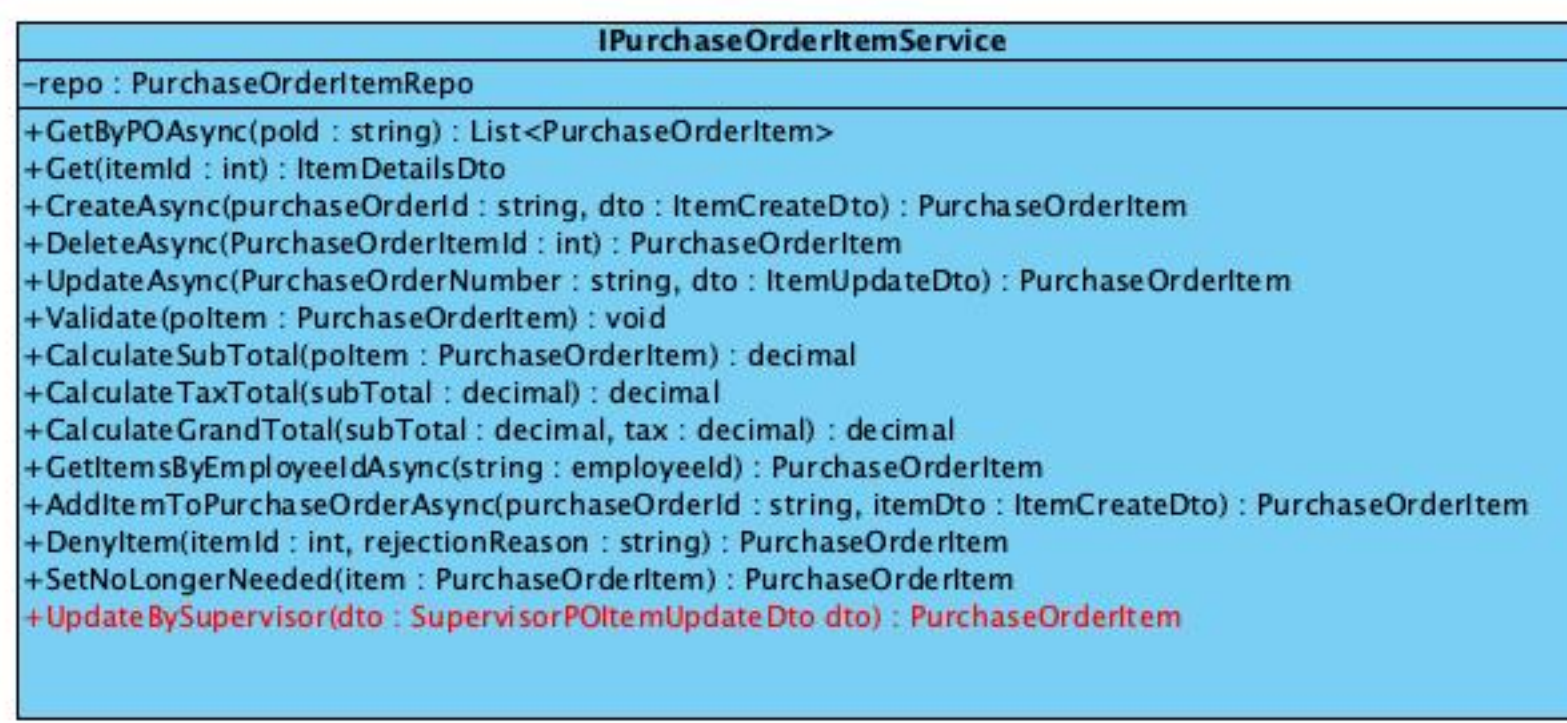 IPurchaseOrderItemService
-repo : PurchaseOrderItemRepo
+GetByPOAsync(poId : string) : List<PurchaseOrderItem>
+Get(itemId : int) : ItemDetailsDto
+CreateAsync(purchaseOrderId : string, dto : ItemCreateDto) : PurchaseOrderItem
+DeleteAsync(PurchaseOrderItemId : int) : PurchaseOrderItem
+UpdateAsync(PurchaseOrderNumber : string, dto : ItemUpdateDto) : PurchaseOrderItem
+Validate(poItem : PurchaseOrderItem) : void
+CalculateSubTotal(poItem : PurchaseOrderItem) : decimal
+CalculateTaxTotal(subTotal : decimal) : decimal
+CalculateGrandTotal(subTotal : decimal, tax : decimal) : decimal
+GetItemsByEmployeeIdAsync(string : employeeId) : PurchaseOrderItem
+AddItemToPurchaseOrderAsync(purchaseOrderId : string, itemDto : ItemCreateDto) : PurchaseOrderItem
+DenyItem(itemId : int, rejectionReason : string) : PurchaseOrderItem
+SetNoLongerNeeded(item : PurchaseOrderItem) : PurchaseOrderItem
+UpdateBySupervisor(dto : SupervisorPOItemUpdateDto dto) : PurchaseOrderItem